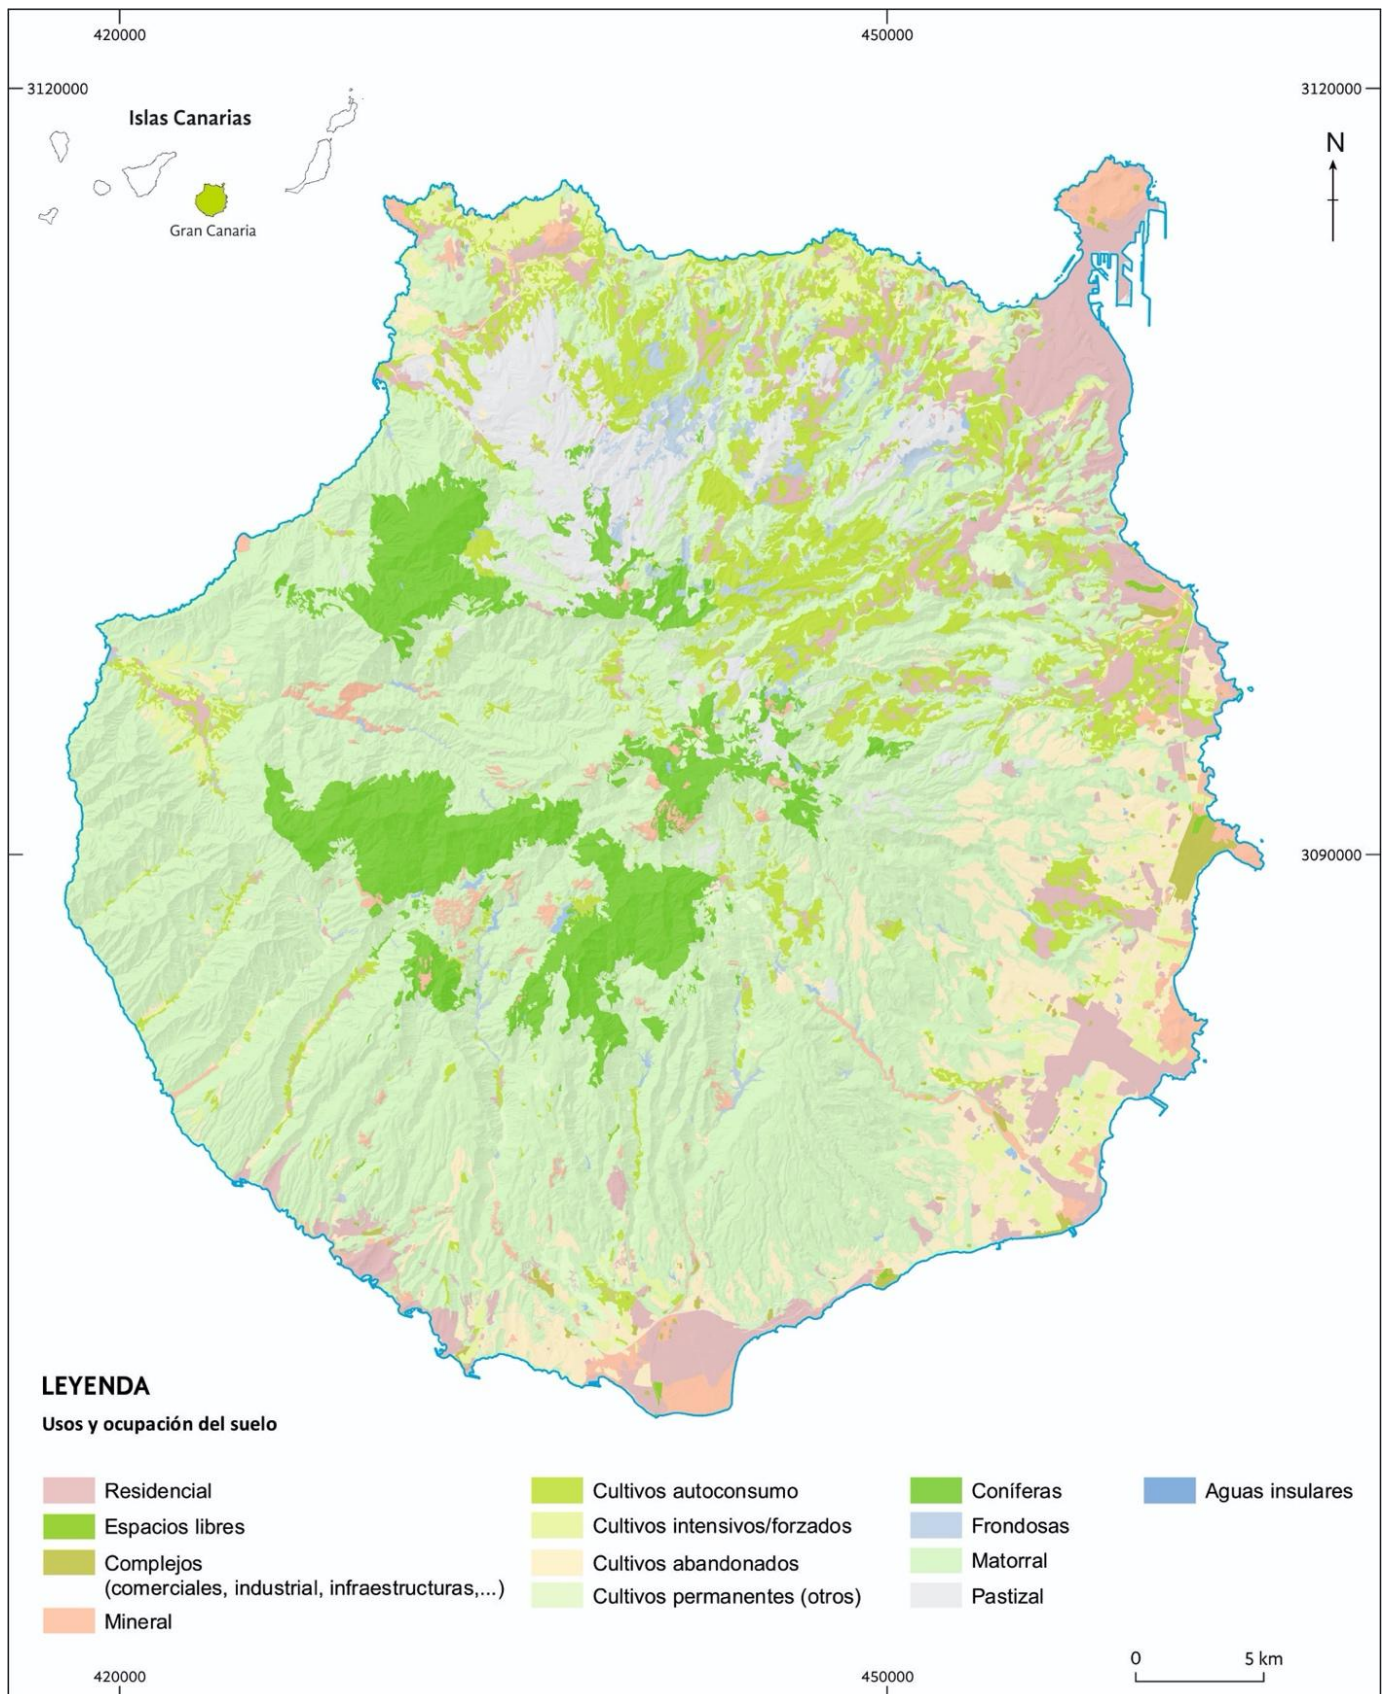 420000
450000
3120000
3120000
Islas Canarias
N
Gran Canaria
3090000
LEYENDA
Usos y ocupación del suelo
Residencial
Espacios libres
Complejos
(comerciales, industrial, infraestructuras,...)
Mineral
Cultivos autoconsumo
Cultivos intensivos/forzados
Cultivos abandonados
Cultivos permanentes (otros)
Coníferas
Frondosas
Matorral
Pastizal
Aguas insulares
0
5 km
420000
450000